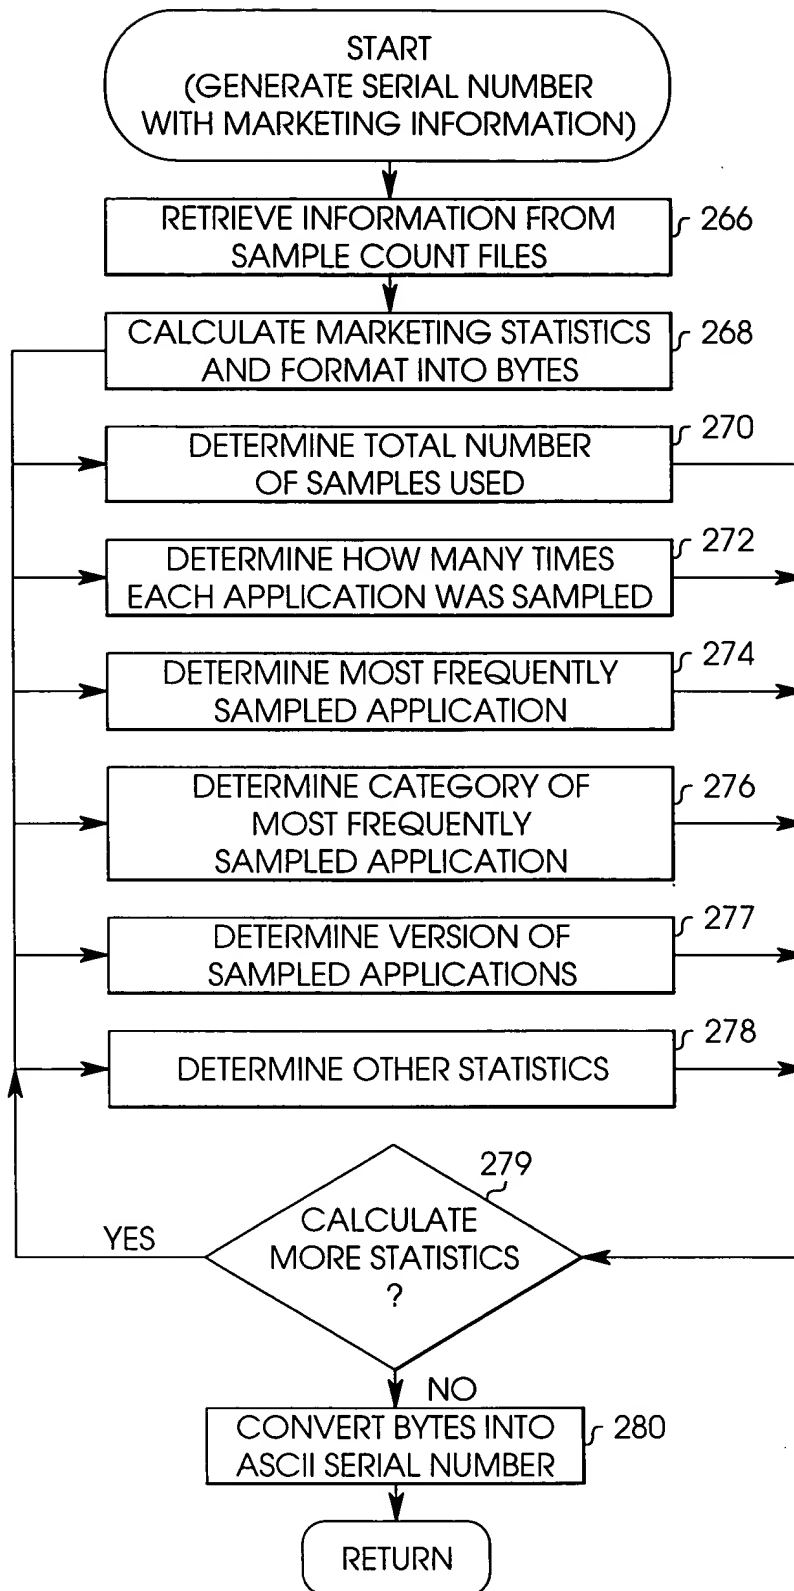 START
(GENERATE SERIAL NUMBER
WITH MARKETING INFORMATION)
RETRIEVE INFORMATION FROM
SAMPLE COUNT FILES
266
CALCULATE MARKETING STATISTICS
AND FORMAT INTO BYTES
268
DETERMINE TOTAL NUMBER
OF SAMPLES USED
270
DETERMINE HOW MANY TIMES
EACH APPLICATION WAS SAMPLED
272
DETERMINE MOST FREQUENTLY
SAMPLED APPLICATION
274
DETERMINE CATEGORY OF
MOST FREQUENTLY
SAMPLED APPLICATION
276
DETERMINE VERSION OF
SAMPLED APPLICATIONS
277
DETERMINE OTHER STATISTICS
278
CALCULATE
MORE STATISTICS
?
279
YES
NO
CONVERT BYTES INTO
ASCII SERIAL NUMBER
280
RETURN